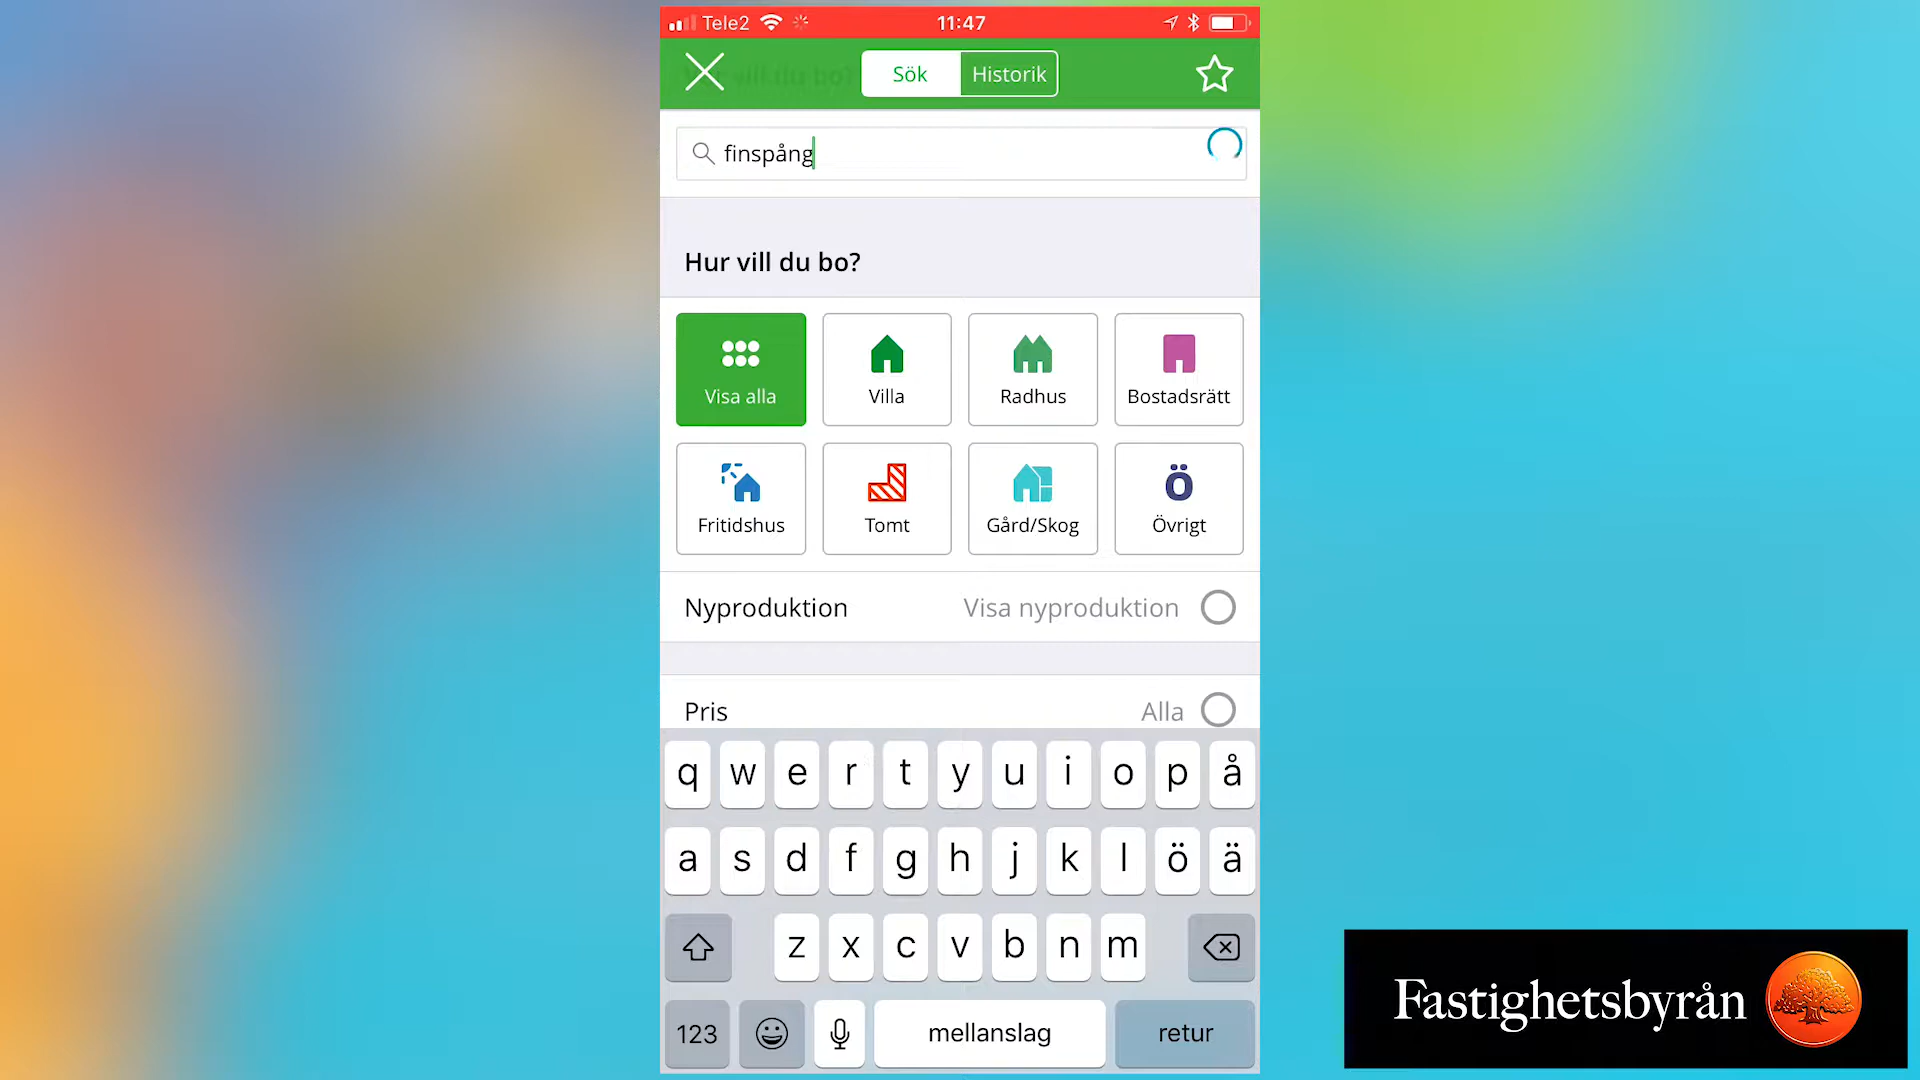 Tele2 11:47
Sök Historik
finspång
Hur vill du bo?
Visa alla Villa Radhus Bostadsrätt
ö
Fritidshus Tomt Gård/Skog Övrigt
Nyproduktion Visa nyproduktion
Pris Alla
q w e r t y u i o p å
a s d f g h j k l ö ä
z x c v b n m
123 mellanslag retur
Fastighetsbyrån